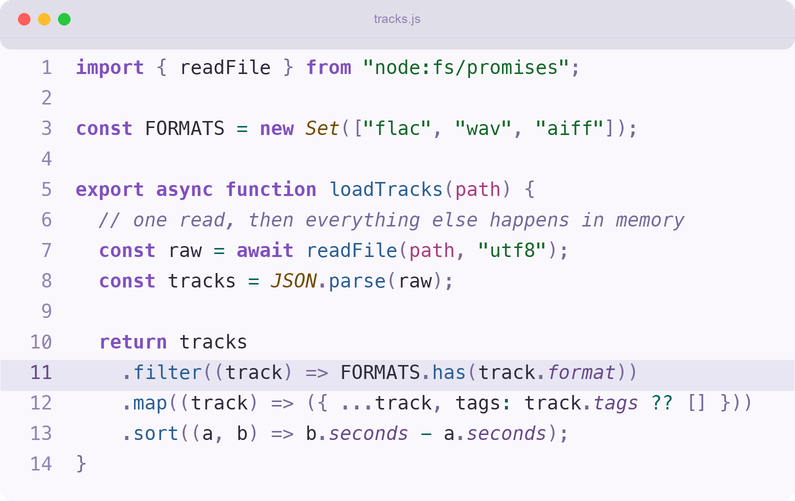 tracks.js
1 import { readFile } from "node:fs/promises";
2
3 const FORMATS = new Set(["flac", "wav", "aiff"]);
4
5 export async function loadTracks(path) {
6   // one read, then everything else happens in memory
7   const raw = await readFile(path, "utf8");
8   const tracks = JSON.parse(raw);
9
10   return tracks
11     .filter((track) => FORMATS.has(track.format))
12     .map((track) => ({ ...track, tags: track.tags ?? [] }))
13     .sort((a, b) => b.seconds − a.seconds);
14 }